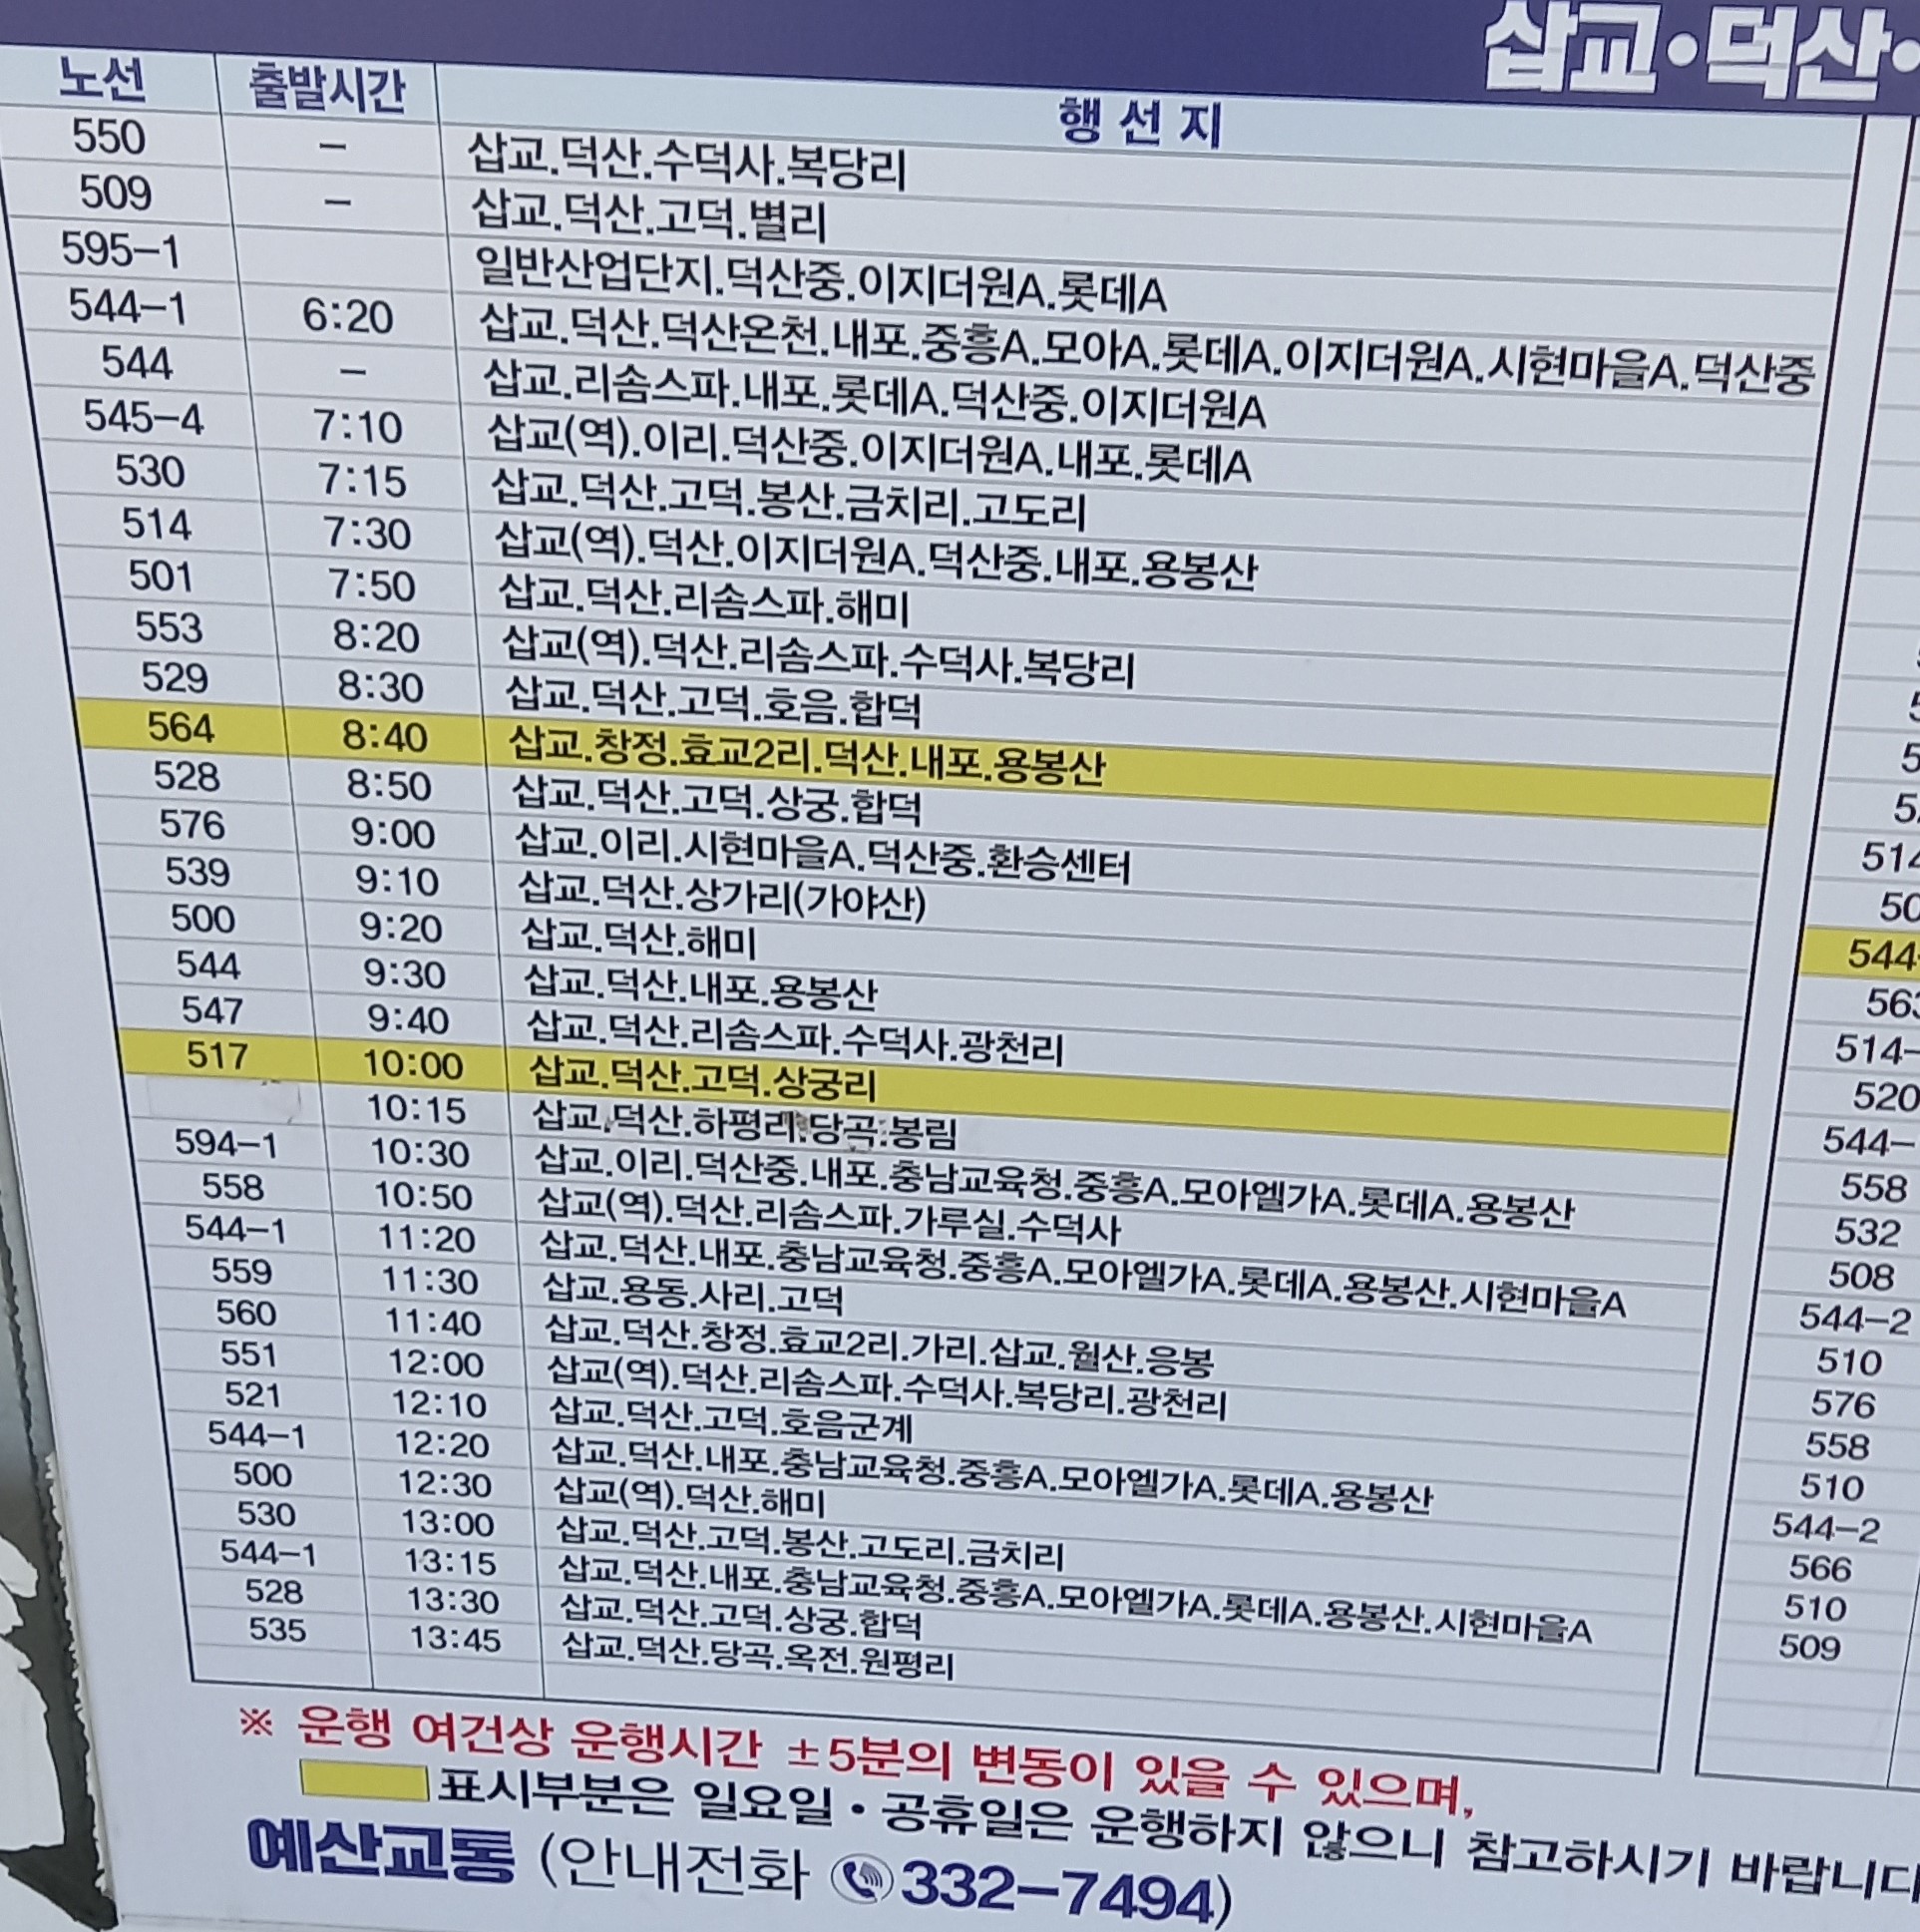 삽교·덕산·
노선 출발시간 행선지
550 – 삽교.덕산.수덕사.복당리
509 – 삽교.덕산.고덕.별리
595-1 일반산업단지.덕산중.이지더원A.롯데A
544-1 6:20 삽교.덕산.덕산온천.내포.중흥A.모아A.롯데A.이지더원A.시현마을A.덕산중
544 – 삽교.리솜스파.내포.롯데A.덕산중.이지더원A
545-4 7:10 삽교(역).이리.덕산중.이지더원A.내포.롯데A
530 7:15 삽교.덕산.고덕.봉산.금치리.고도리
514 7:30 삽교(역).덕산.이지더원A.덕산중.내포.용봉산
501 7:50 삽교.덕산.리솜스파.해미
553 8:20 삽교(역).덕산.리솜스파.수덕사.복당리
529 8:30 삽교.덕산.고덕.호음.합덕
564 8:40 삽교.창정.효교2리.덕산.내포.용봉산
528 8:50 삽교.덕산.고덕.상궁.합덕
576 9:00 삽교.이리.시현마을A.덕산중.환승센터
539 9:10 삽교.덕산.상가리(가야산)
500 9:20 삽교.덕산.해미
544 9:30 삽교.덕산.내포.용봉산
547 9:40 삽교.덕산.리솜스파.수덕사.광천리
517 10:00 삽교.덕산.고덕.상궁리
10:15 삽교.덕산.하평리.당곡.봉림
594-1 10:30 삽교.이리.덕산중.내포.충남교육청.중흥A.모아엘가A.롯데A.용봉산
558 10:50 삽교(역).덕산.리솜스파.가루실.수덕사
544-1 11:20 삽교.덕산.내포.충남교육청.중흥A.모아엘가A.롯데A.용봉산.시현마을A
559 11:30 삽교.용동.사리.고덕
560 11:40 삽교.덕산.창정.효교2리.가리.삽교.월산.응봉
551 12:00 삽교(역).덕산.리솜스파.수덕사.복당리.광천리
521 12:10 삽교.덕산.고덕.호음군계
544-1 12:20 삽교.덕산.내포.충남교육청.중흥A.모아엘가A.롯데A.용봉산
500 12:30 삽교(역).덕산.해미
530 13:00 삽교.덕산.고덕.봉산.고도리.금치리
544-1 13:15 삽교.덕산.내포.충남교육청.중흥A.모아엘가A.롯데A.용봉산.시현마을A
528 13:30 삽교.덕산.고덕.상궁.합덕
535 13:45 삽교.덕산.당곡.옥전.원평리
514
50
544-
563
514-
520
544-
558
532
508
544-2
510
576
558
510
544-2
566
510
509
※ 운행 여건상 운행시간 ±5분의 변동이 있을 수 있으며,
표시부분은 일요일·공휴일은 운행하지 않으니 참고하시기 바랍니다
예산교통 (안내전화 332-7494)